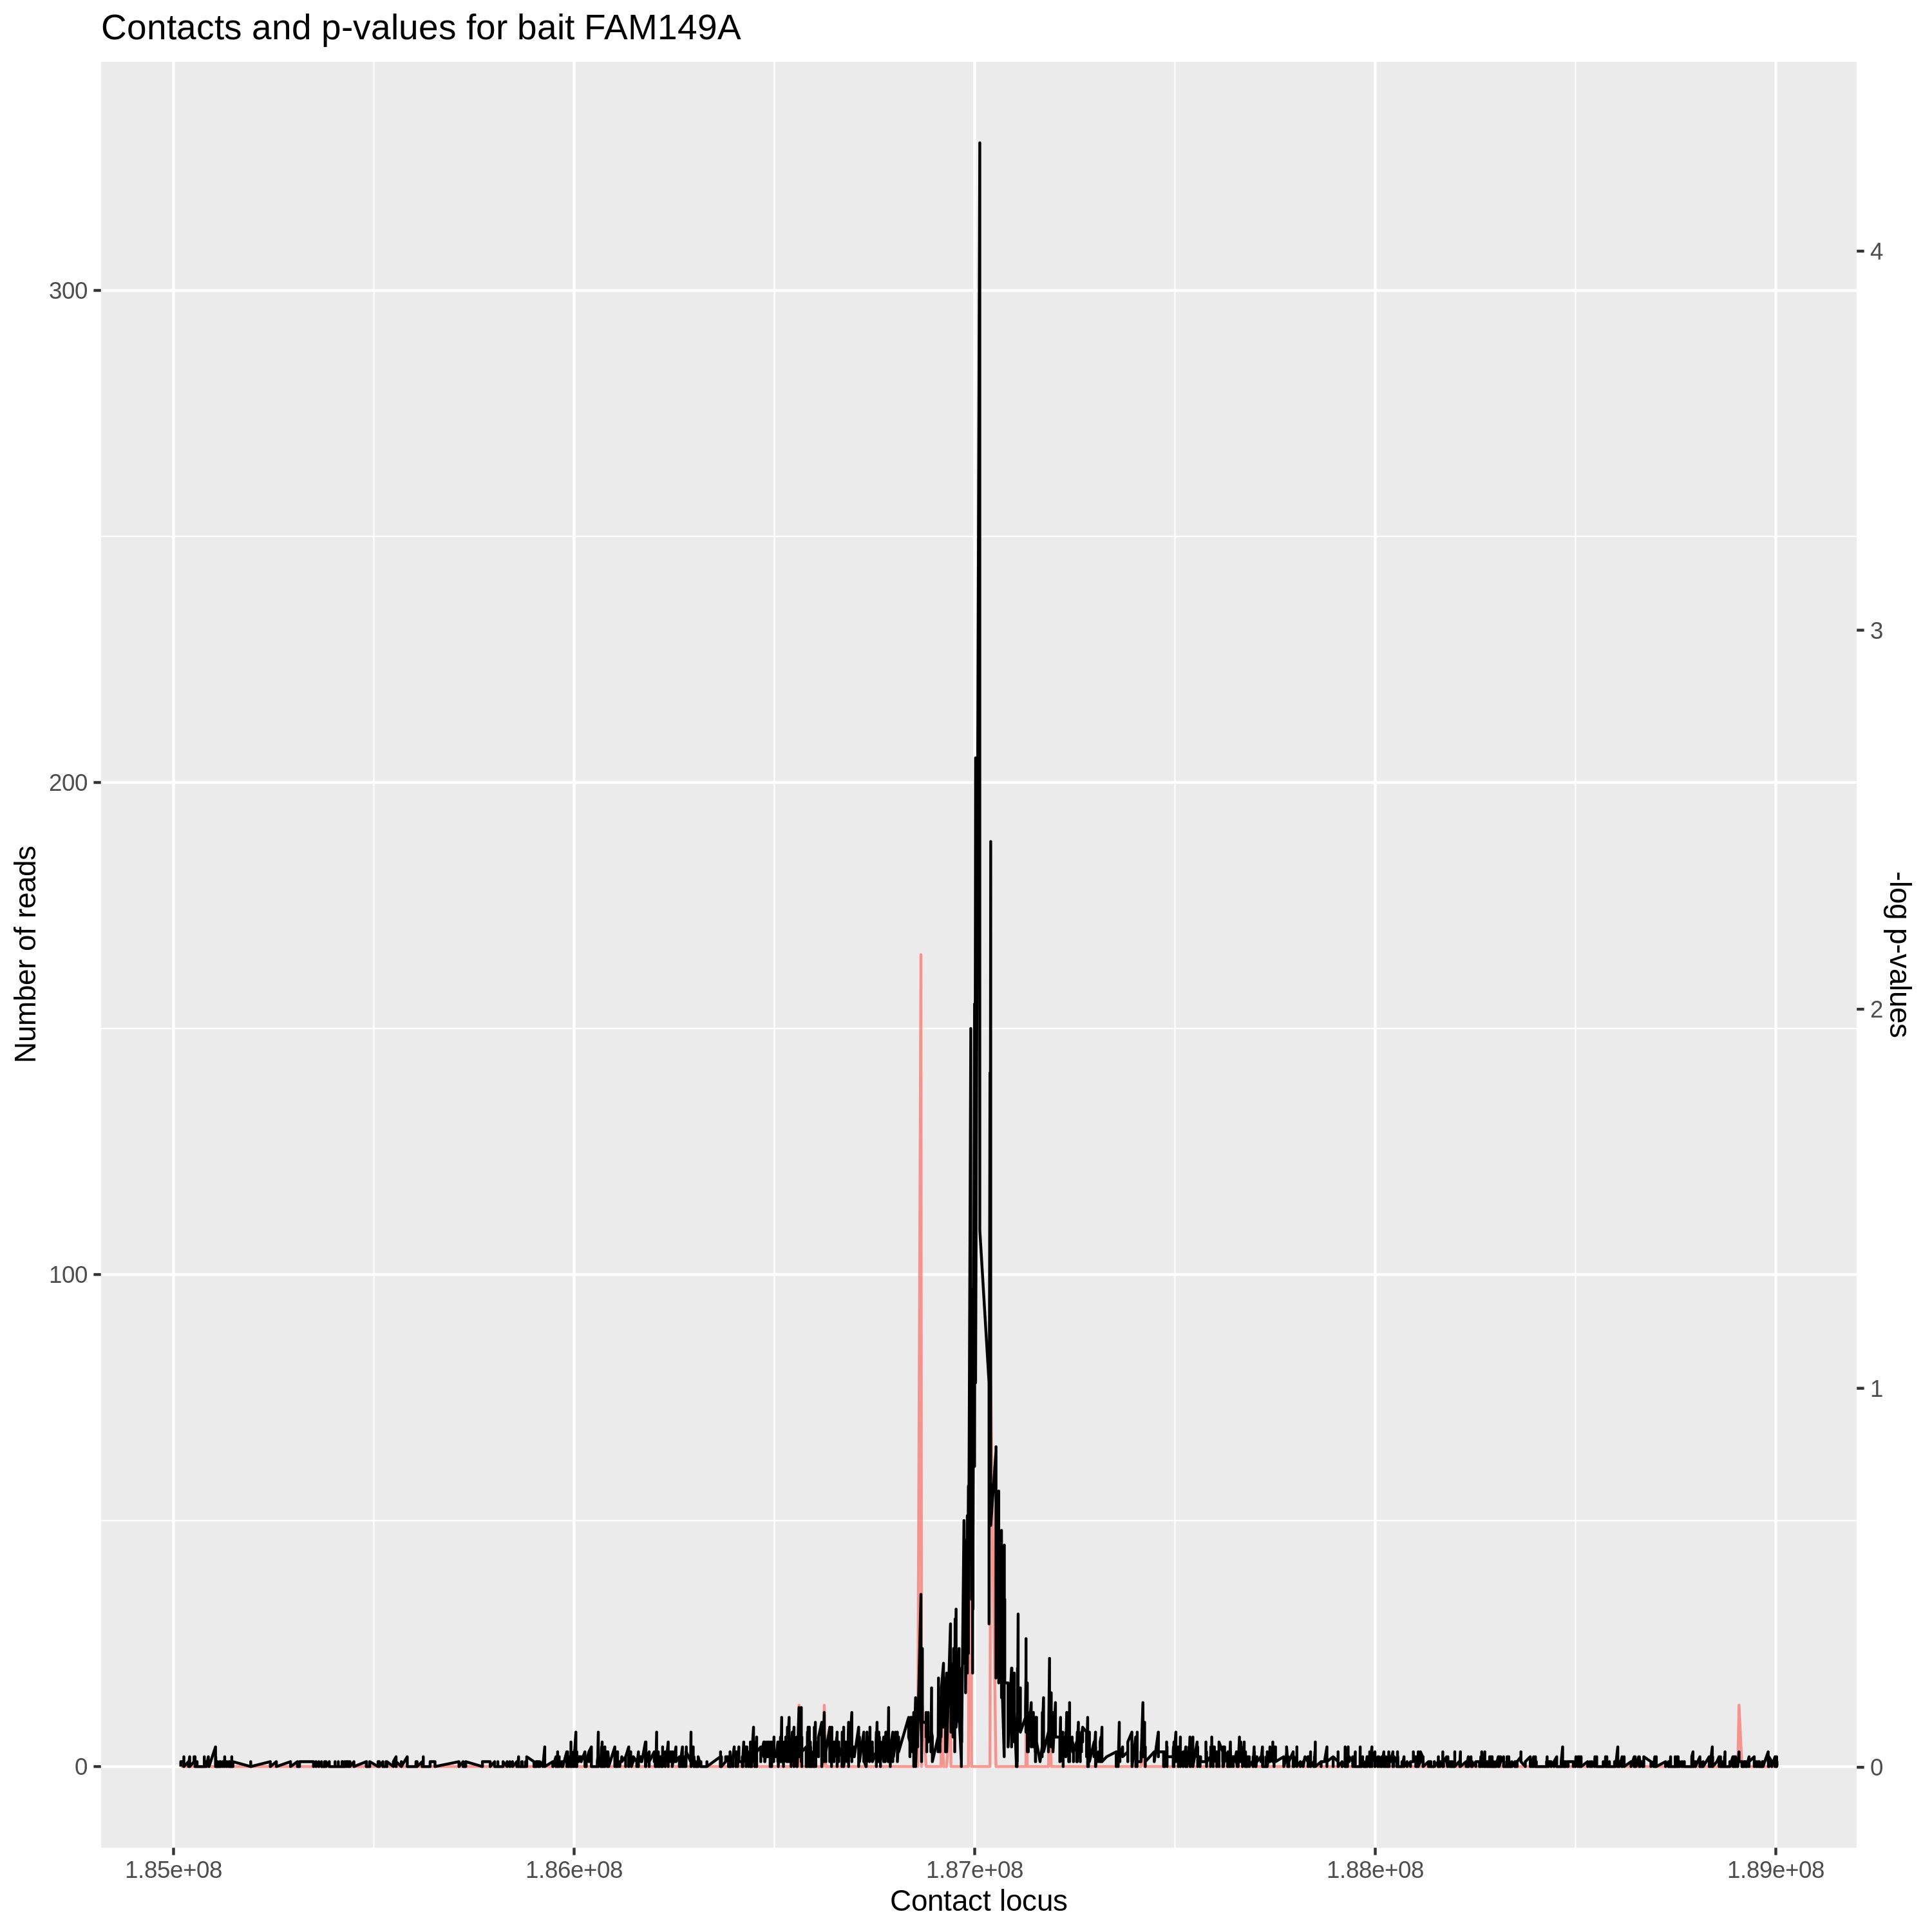 Contacts and p-values for bait FAM149A
Number of reads
300
200
100
0
-log p-values
4
3
2
1
0
1.85e+08
1.86e+08
1.87e+08
1.88e+08
1.89e+08
Contact locus